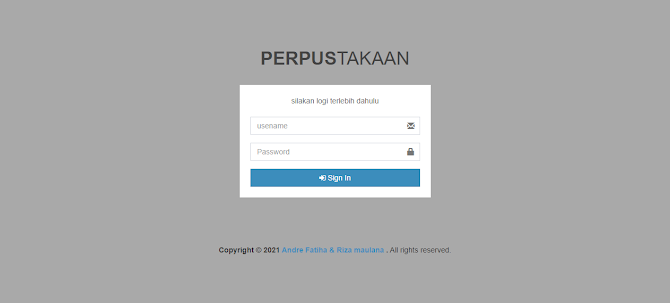 PERPUSTAKAAN
silakan logi terlebih dahulu
usename
Password
Sign In
Copyright © 2021 Andre Fatiha & Riza maulana . All rights reserved.